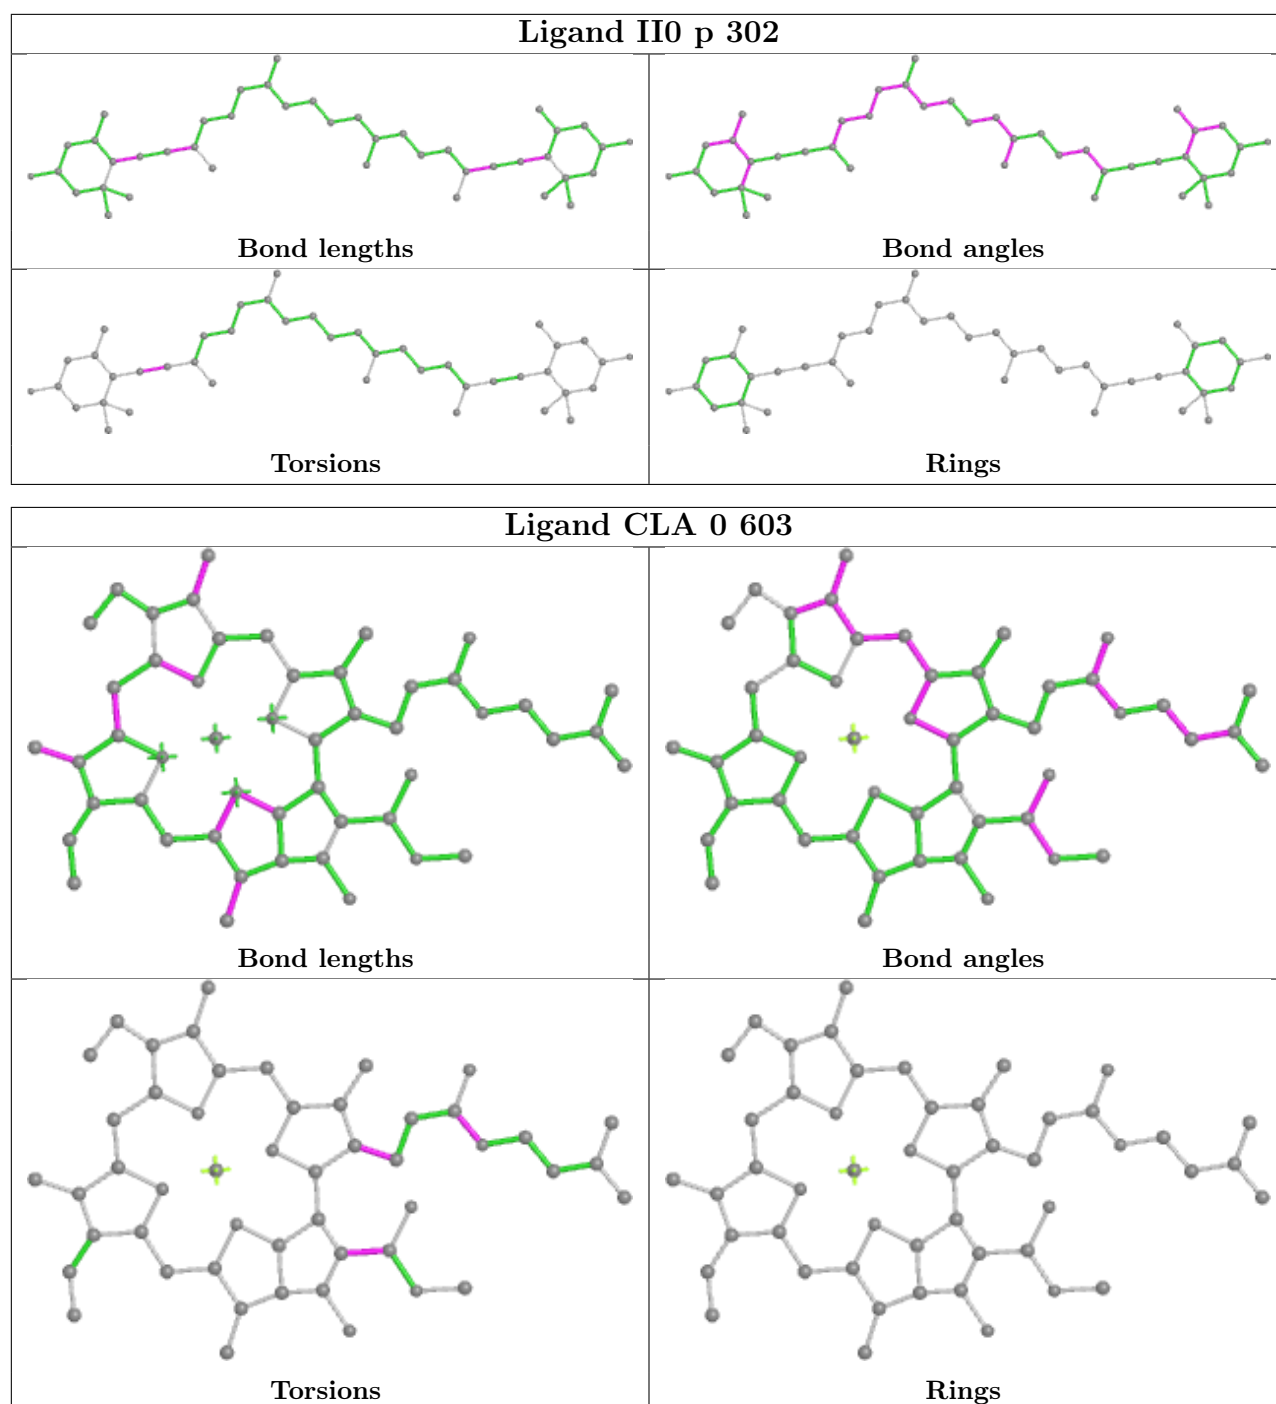 Ligand II0 p 302
Bond lengths
Bond angles
Torsions
Rings
Ligand CLA 0 603
Bond lengths
Bond angles
Torsions
Rings